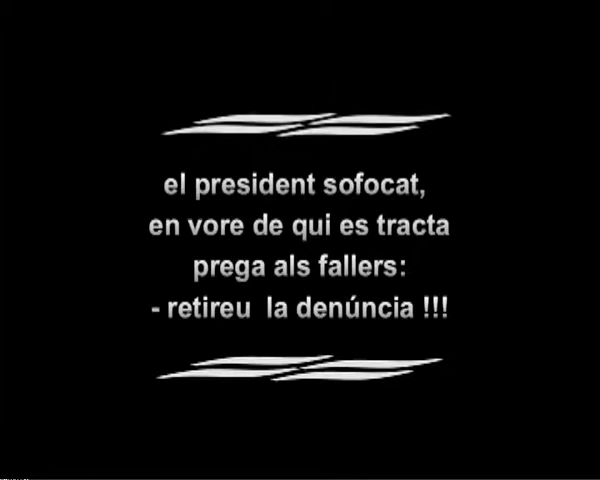 el president sofocat,
en vore de qui es tracta
prega als fallers:
- retireu la denúncia !!!